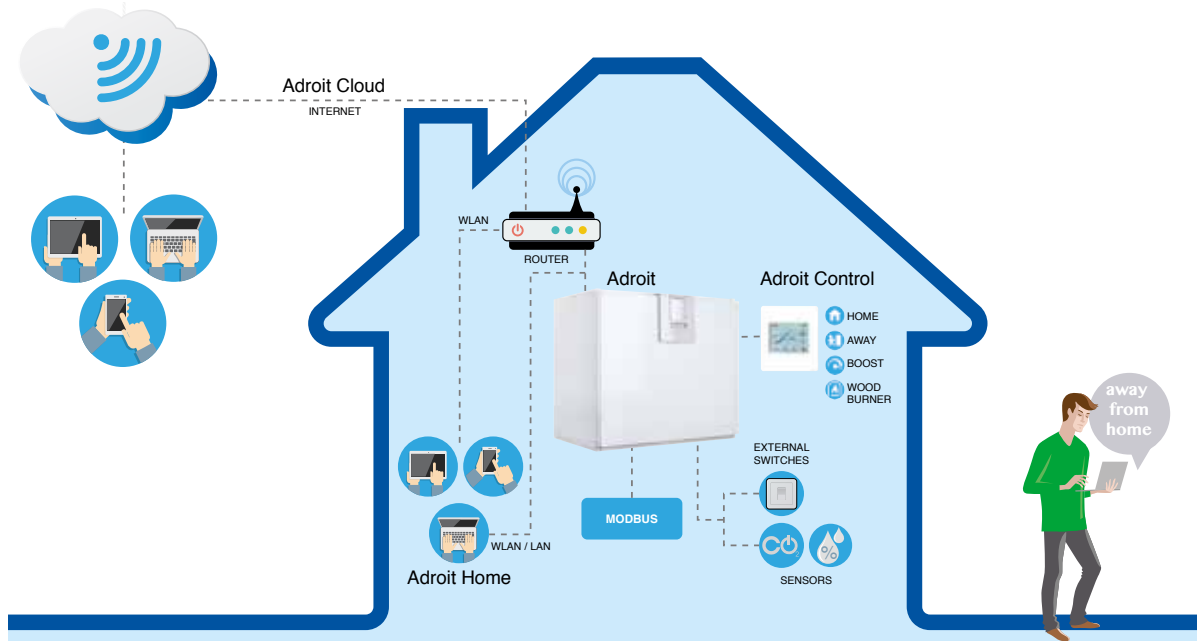 Adroit Cloud
INTERNET
WLAN
ROUTER
Adroit
Adroit Control
HOME
AWAY
BOOST
WOOD
BURNER
away
from
home
EXTERNAL
SWITCHES
MODBUS
WLAN / LAN
CO2
%
SENSORS
Adroit Home